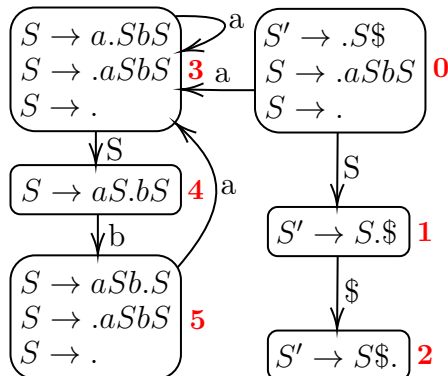 S → a.SbS
S → .aSbS
S → .
3
a
a
S' → .S$
S → .aSbS
S → .
0
S
S → aS.bS
4
b
a
S → aSb.S
S → .aSbS
S → .
5
S
S' → S.$
1
$
S' → S$.
2